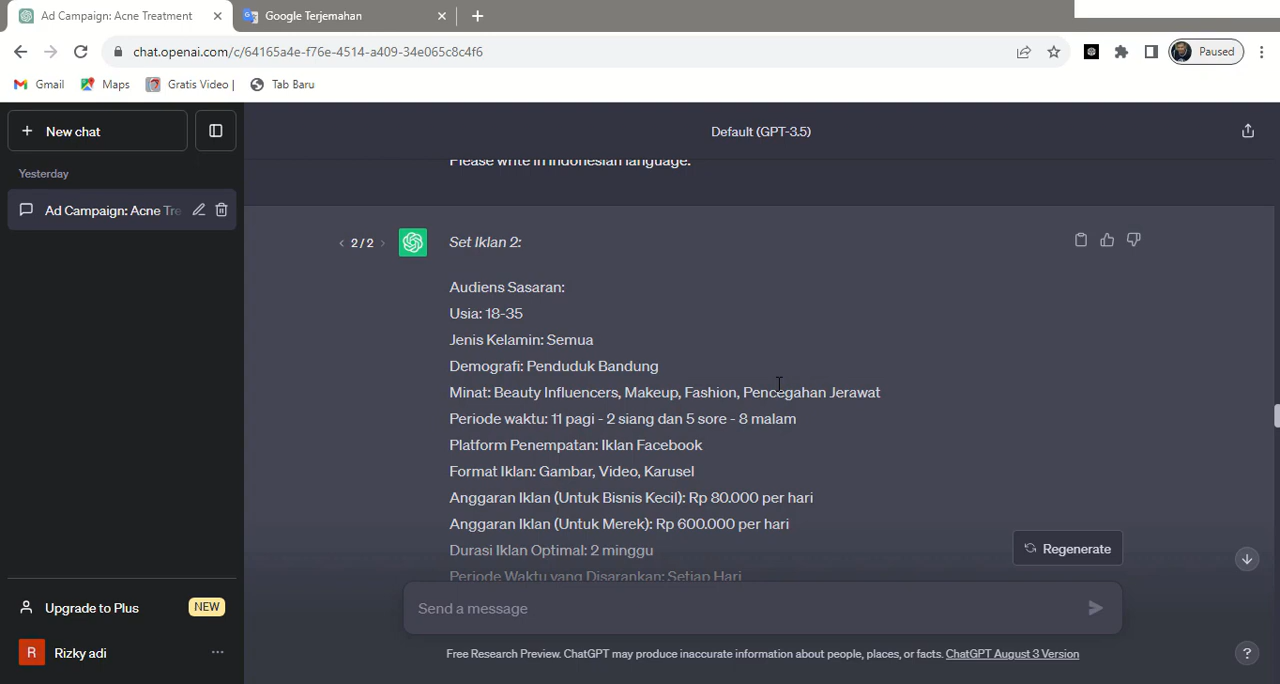 Ad Campaign: Acne Treatment
Google Terjemahan
chat.openai.com/c/64165a4e-f76e-4514-a409-34e065c8c4f6
Paused
Gmail
Maps
Gratis Video |
Tab Baru
New chat
Default (GPT-3.5)
Yesterday
Ad Campaign: Acne Tre
Please write in Indonesian language.
2 / 2
Set Iklan 2:
Audiens Sasaran:
Usia: 18-35
Jenis Kelamin: Semua
Demografi: Penduduk Bandung
Minat: Beauty Influencers, Makeup, Fashion, Pencegahan Jerawat
Periode waktu: 11 pagi - 2 siang dan 5 sore - 8 malam
Platform Penempatan: Iklan Facebook
Format Iklan: Gambar, Video, Karusel
Anggaran Iklan (Untuk Bisnis Kecil): Rp 80.000 per hari
Anggaran Iklan (Untuk Merek): Rp 600.000 per hari
Durasi Iklan Optimal: 2 minggu
Periode Waktu yang Disarankan: Setiap Hari
Regenerate
Send a message
Upgrade to Plus
NEW
R
Rizky adi
Free Research Preview. ChatGPT may produce inaccurate information about people, places, or facts. ChatGPT August 3 Version
?